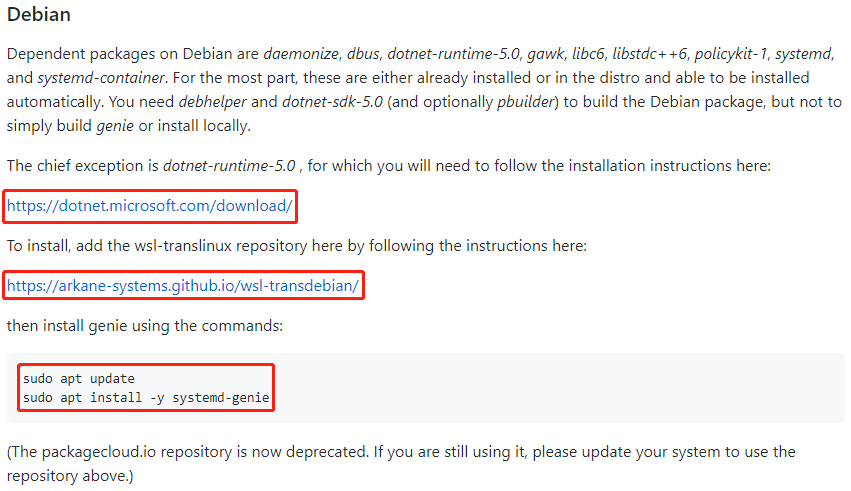 Debian
Dependent packages on Debian are daemonize, dbus, dotnet-runtime-5.0, gawk, libc6, libstdc++6, policykit-1, systemd,
and systemd-container. For the most part, these are either already installed or in the distro and able to be installed
automatically. You need debhelper and dotnet-sdk-5.0 (and optionally pbuilder) to build the Debian package, but not to
simply build genie or install locally.
The chief exception is dotnet-runtime-5.0 , for which you will need to follow the installation instructions here:
https://dotnet.microsoft.com/download/
To install, add the wsl-translinux repository here by following the instructions here:
https://arkane-systems.github.io/wsl-transdebian/
then install genie using the commands:
sudo apt update
sudo apt install -y systemd-genie
(The packagecloud.io repository is now deprecated. If you are still using it, please update your system to use the
repository above.)